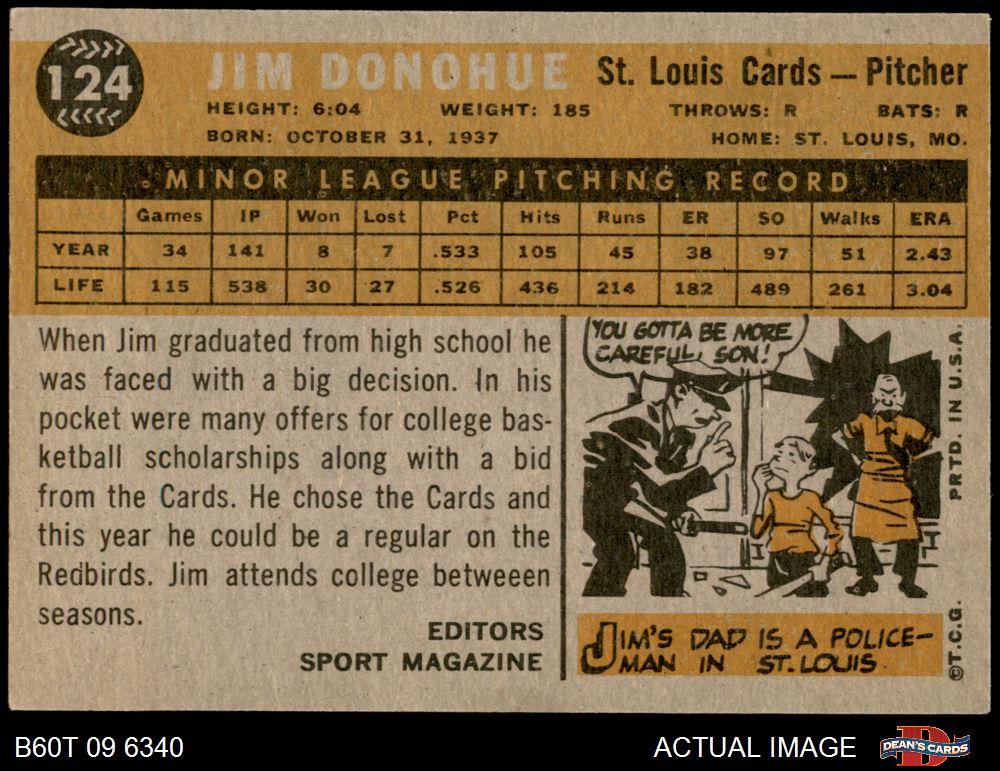 124
JIM DONOHUE St. Louis Cards — Pitcher
HEIGHT: 6:04 WEIGHT: 185 THROWS: R BATS: R
BORN: OCTOBER 31, 1937 HOME: ST. LOUIS, MO.
MINOR LEAGUE PITCHING RECORD
Games IP Won Lost Pct Hits Runs ER SO Walks ERA
YEAR 34 141 8 7 .533 105 45 38 97 51 2.43
LIFE 115 538 30 27 .526 436 214 182 489 261 3.04
When Jim graduated from high school he
was faced with a big decision. In his
pocket were many offers for college bas-
ketball scholarships along with a bid
from the Cards. He chose the Cards and
this year he could be a regular on the
Redbirds. Jim attends college betweeen
seasons.
EDITORS
SPORT MAGAZINE
YOU GOTTA BE MORE
CAREFUL, SON!
JIM'S DAD IS A POLICE-
MAN IN ST. LOUIS
©T.C.G. PRTD. IN U.S.A.
B60T 09 6340 ACTUAL IMAGE DEAN'S CARDS